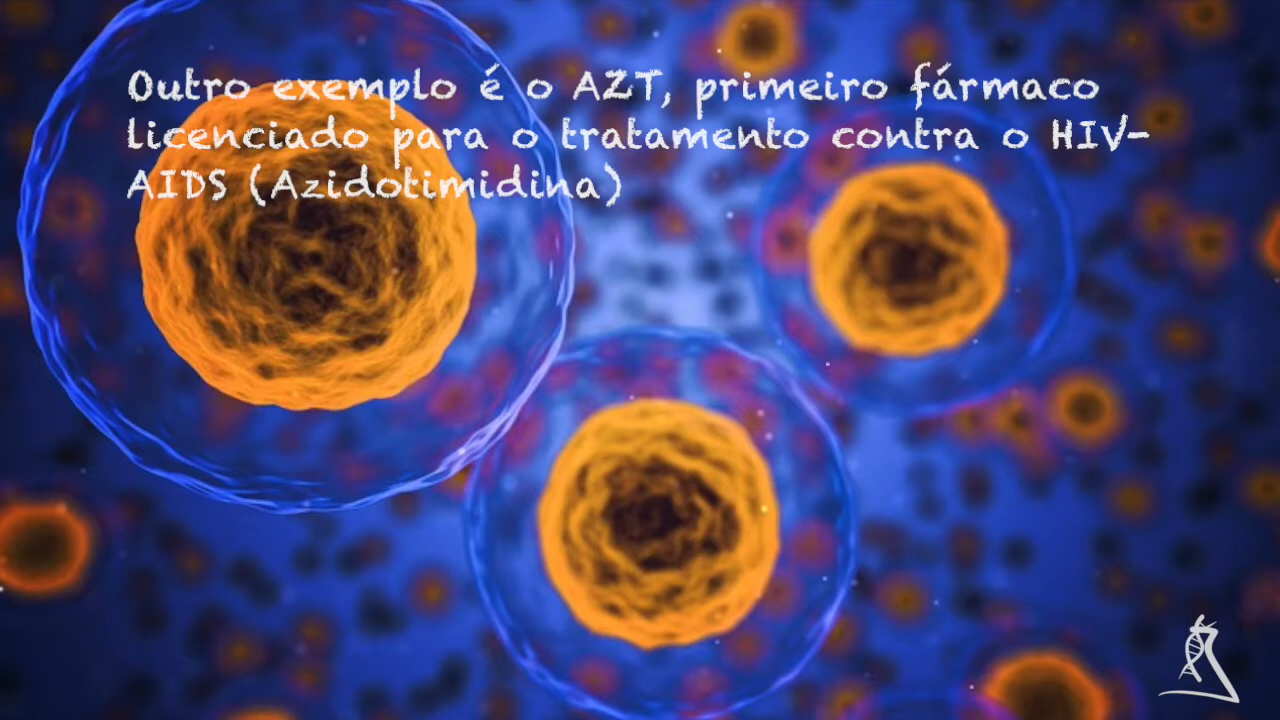 Outro exemplo é o AZT, primeiro fármaco
licenciado para o tratamento contra o HIV-
AIDS (Azidotimidina)